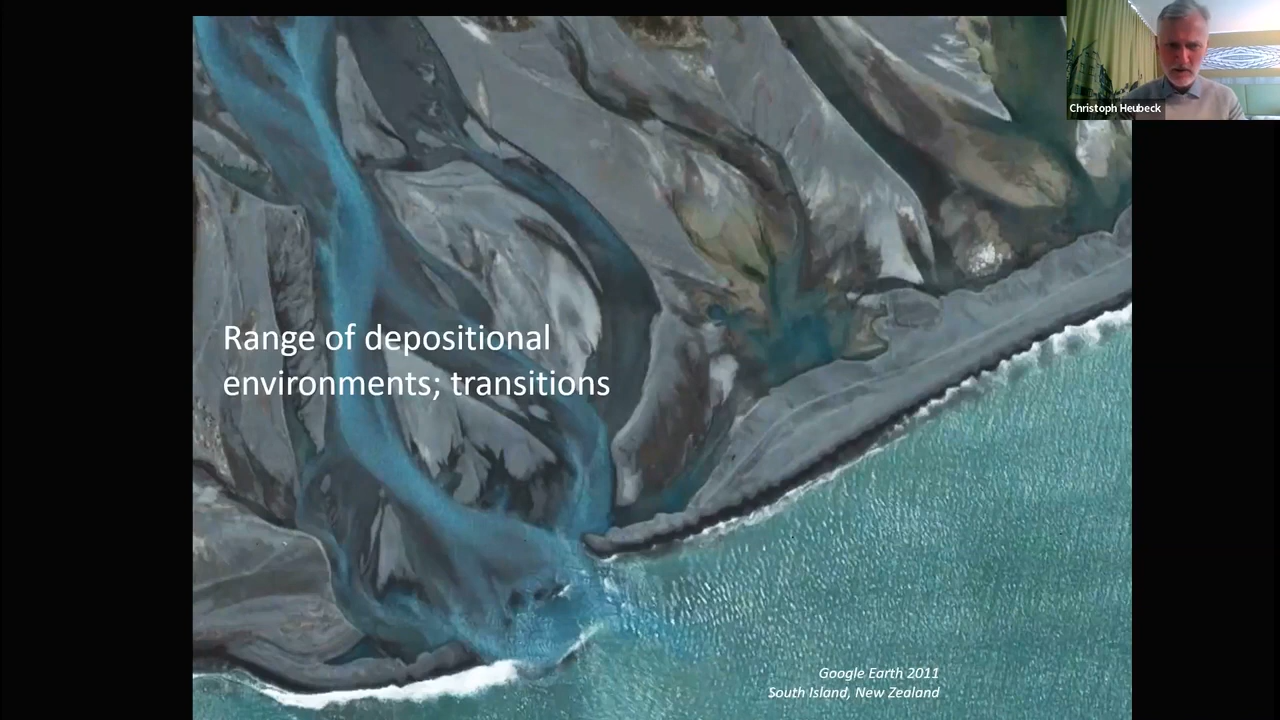 Christoph Heubeck
Range of depositional
environments; transitions
Google Earth 2011
South Island, New Zealand